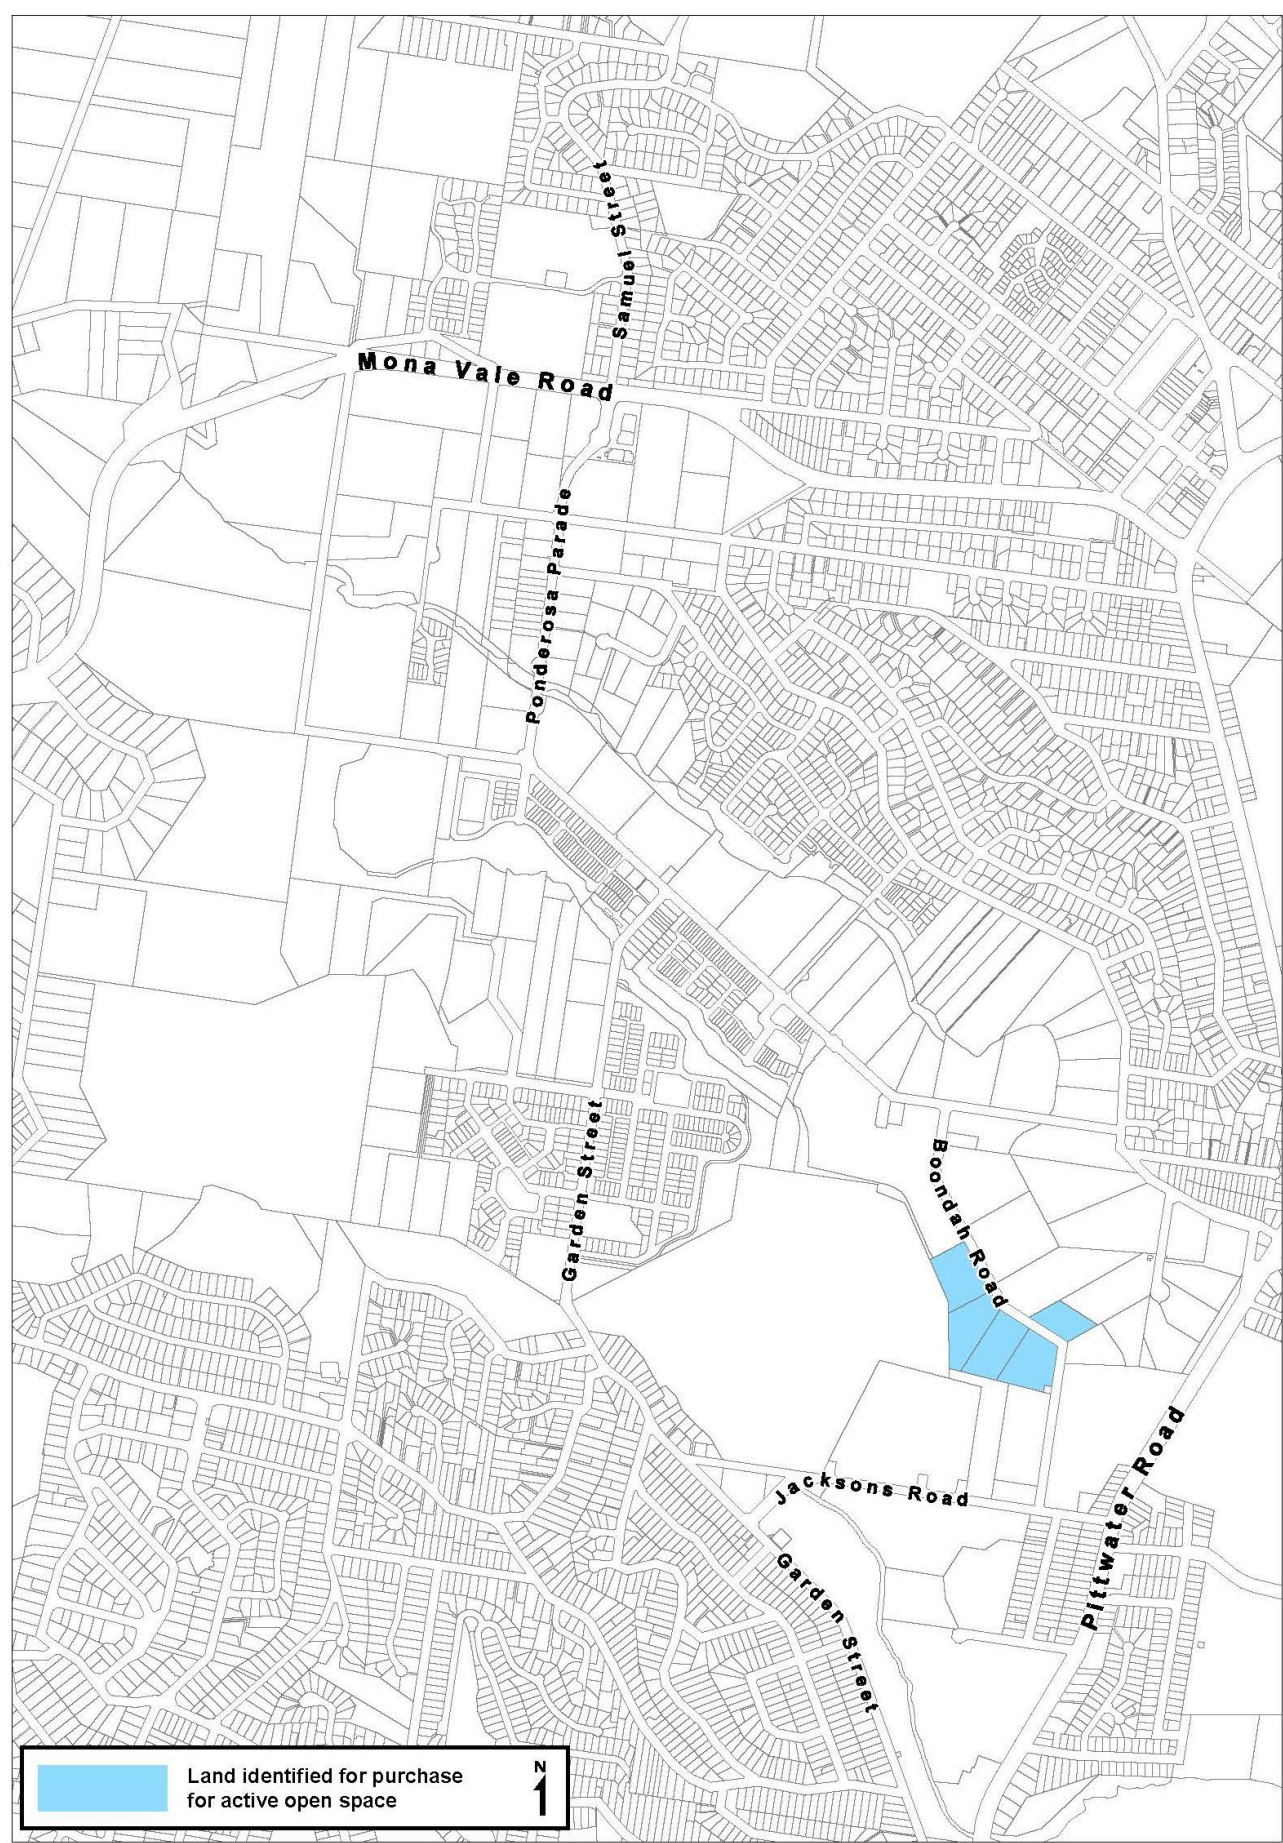 Samuel Street
Mona Vale Road
Ponderosa Parade
Garden Street
Boondah Road
Pittwater Road
Jacksons Road
Garden Street
Land identified for purchase
for active open space
N